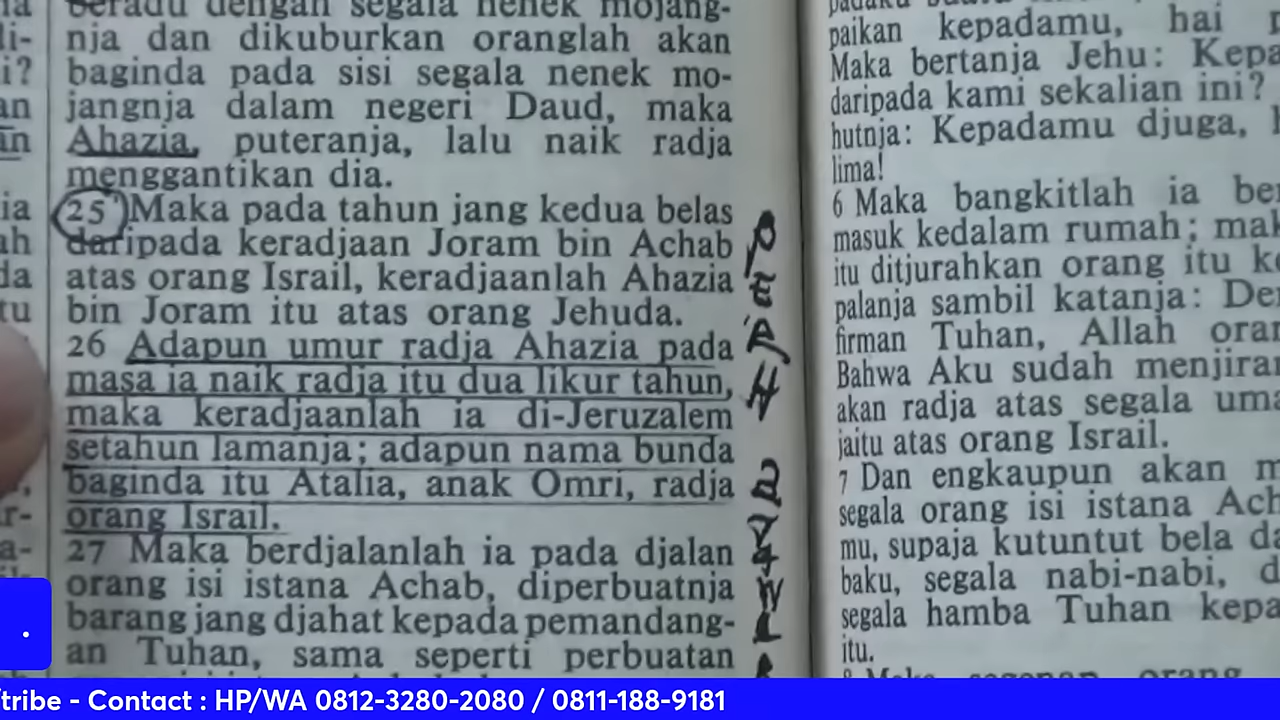 beradu dengan segala nenek mojang-
nja dan dikuburkan oranglah akan
baginda pada sisi segala nenek mo-
jangnja dalam negeri Daud, maka
Ahazia, puteranja, lalu naik radja
menggantikan dia.
25 Maka pada tahun jang kedua belas
daripada keradjaan Joram bin Achab
atas orang Israil, keradjaanlah Ahazia
bin Joram itu atas orang Jehuda.
26 Adapun umur radja Ahazia pada
masa ia naik radja itu dua likur tahun,
maka keradjaanlah ia di-Jeruzalem
setahun lamanja; adapun nama bunda
baginda itu Atalia, anak Omri, radja
orang Israil.
27 Maka berdjalanlah ia pada djalan
orang isi istana Achab, diperbuatnja
barang jang djahat kepada pemandang-
an Tuhan, sama seperti perbuatan
paikan kepadamu, hai
Maka bertanja Jehu:
daripada kami sekalian ini?
hutnja: Kepadamu djuga,
lima!
6 Maka bangkitlah ia
masuk kedalam rumah;
itu ditjurahkan orang itu
palanja sambil katanja:
firman Tuhan, Allah
Bahwa Aku sudah
akan radja atas segala
jaitu atas orang Israil.
7 Dan engkaupun akan
segala orang isi istana
mu, supaja kutuntut bela
baku, segala nabi-nabi,
segala hamba Tuhan
itu.
tribe - Contact : HP/WA 0812-3280-2080 / 0811-188-9181